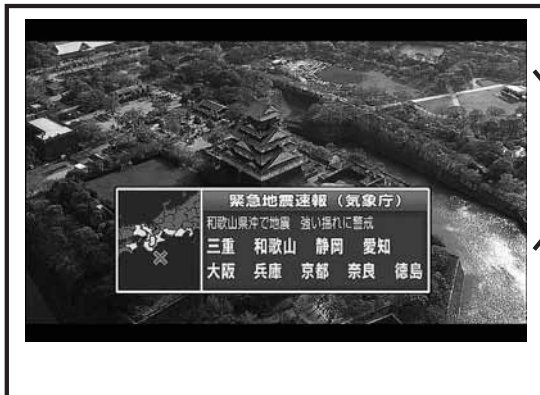 緊急地震速報（気象庁）
和歌山県沖で地震　強い揺れに警戒
三重　和歌山　静岡　愛知
大阪　兵庫　京都　奈良　徳島